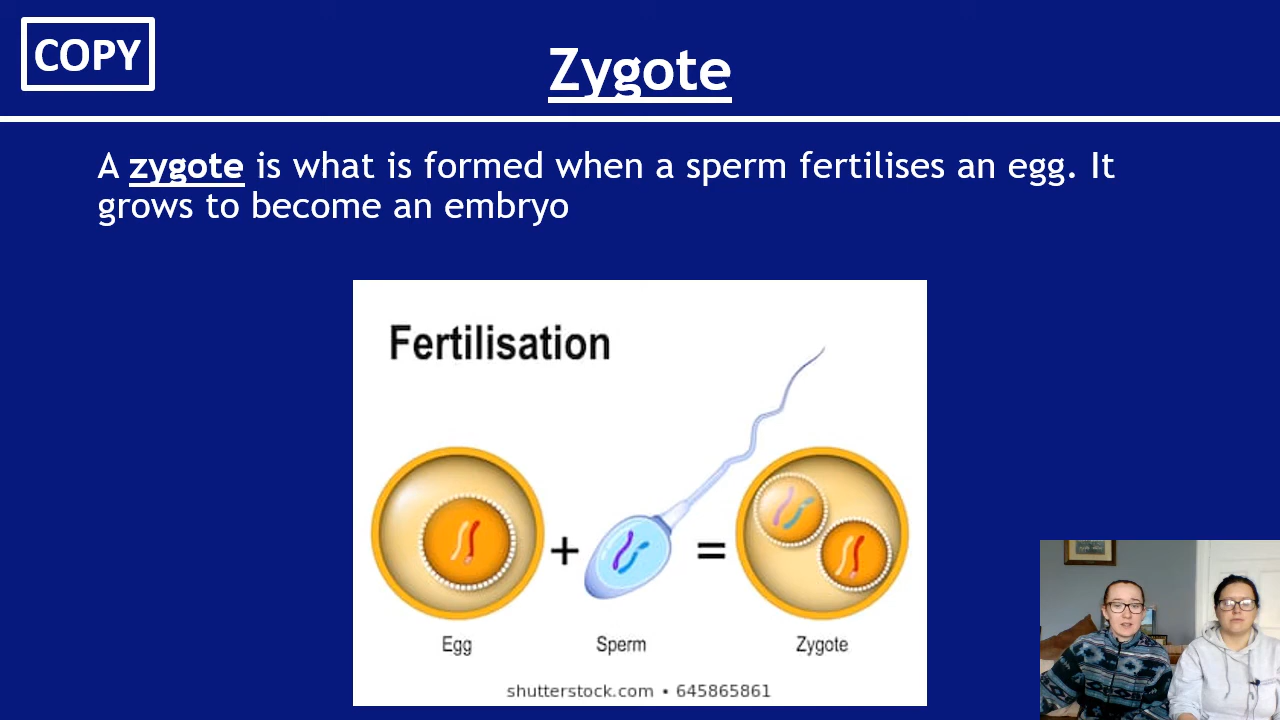 COPY
Zygote
A zygote is what is formed when a sperm fertilises an egg. It
grows to become an embryo
Fertilisation
+
=
Egg
Sperm
Zygote
shutterstock.com • 645865861